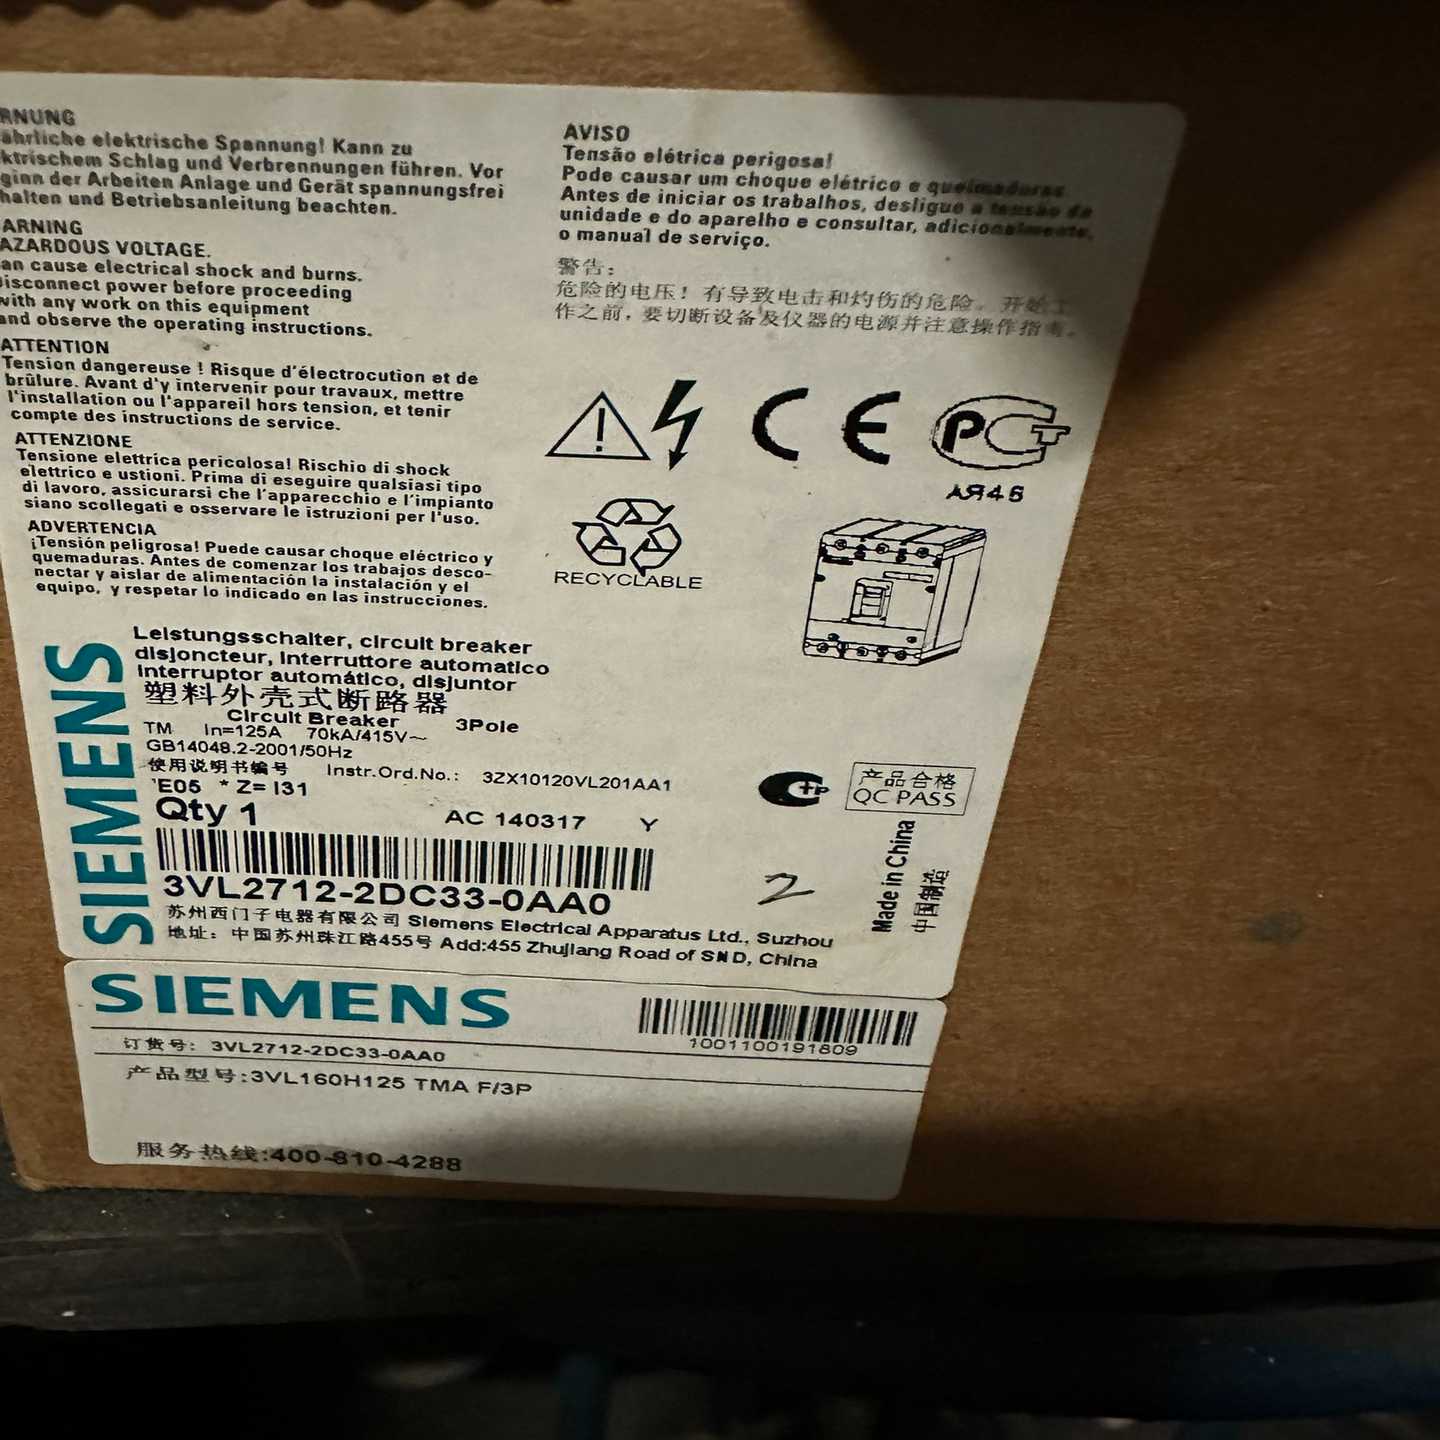 RNUNG
ährliche elektrische Spannung! Kann zu
ktrischem Schlag und Verbrennungen führen. Vor
ginn der Arbeiten Anlage und Gerät spannungsfrei
halten und Betriebsanleitung beachten.
ARNING
AZARDOUS VOLTAGE.
an cause electrical shock and burns.
isconnect power before proceeding
with any work on this equipment
and observe the operating instructions.
ATTENTION
Tension dangereuse ! Risque d'électrocution et de
brûlure. Avant d'y intervenir pour travaux, mettre
l'installation ou l'appareil hors tension, et tenir
compte des instructions de service.
ATTENZIONE
Tensione elettrica pericolosa! Rischio di shock
elettrico e ustioni. Prima di eseguire qualsiasi tipo
di lavoro, assicurarsi che l'apparecchio e l'impianto
siano scollegati e osservare le istruzioni per l'uso.
ADVERTENCIA
¡Tensión peligrosa! Puede causar choque eléctrico y
quemaduras. Antes de comenzar los trabajos desco-
nectar y aislar de alimentación la instalación y el
equipo, y respetar lo indicado en las instrucciones.
AVISO
Tensão elétrica perigosa!
Pode causar um choque elétrico e queimaduras.
Antes de iniciar os trabalhos, desligue a tensão da
unidade e do aparelho e consultar, adicionalmente,
o manual de serviço.
警告:
危险的电压! 有导致电击和灼伤的危险。开始工
作之前,要切断设备及仪器的电源并注意操作指南。
CE
PCT
АЯ46
RECYCLABLE
SIEMENS
Leistungsschalter, circuit breaker
disjoncteur, Interruttore automatico
Interruptor automático, disjuntor
塑料外壳式断路器
Circuit Breaker 3Pole
TM In=125A 70kA/415V~
GB14048.2-2001/50Hz
使用说明书编号 Instr.Ord.No.: 3ZX10120VL201AA1
'E05 * Z= I31
Qty 1 AC 140317 Y
3VL2712-2DC33-0AA0
苏州西门子电器有限公司 Siemens Electrical Apparatus Ltd., Suzhou
地址: 中国苏州珠江路455号 Add:455 Zhujiang Road of SND, China
产品合格
QC PASS
Made in China
中国制造
2
SIEMENS
1001100191809
订货号: 3VL2712-2DC33-0AA0
产品型号:3VL160H125 TMA F/3P
服务热线:400-810-4288